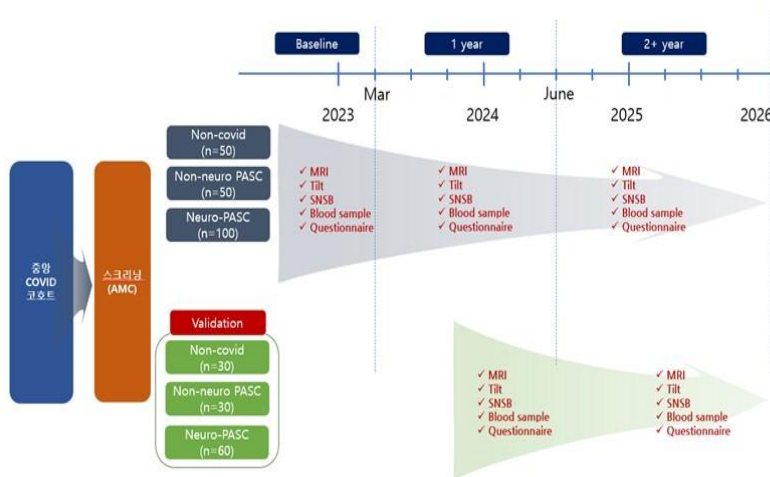 Baseline
1 year
2+ year
Mar
June
2023
2024
2025
2026
Non-covid
(n=50)
Non-neuro PASC
(n=50)
Neuro-PASC
(n=100)
✓ MRI
✓ Tilt
✓ SNSB
✓ Blood sample
✓ Questionnaire
✓ MRI
✓ Tilt
✓ SNSB
✓ Blood sample
✓ Questionnaire
✓ MRI
✓ Tilt
✓ SNSB
✓ Blood sample
✓ Questionnaire
중앙
COVID
코호트
스크리닝
(AMC)
Validation
Non-covid
(n=30)
Non-neuro PASC
(n=30)
Neuro-PASC
(n=60)
✓ MRI
✓ Tilt
✓ SNSB
✓ Blood sample
✓ Questionnaire
✓ MRI
✓ Tilt
✓ SNSB
✓ Blood sample
✓ Questionnaire